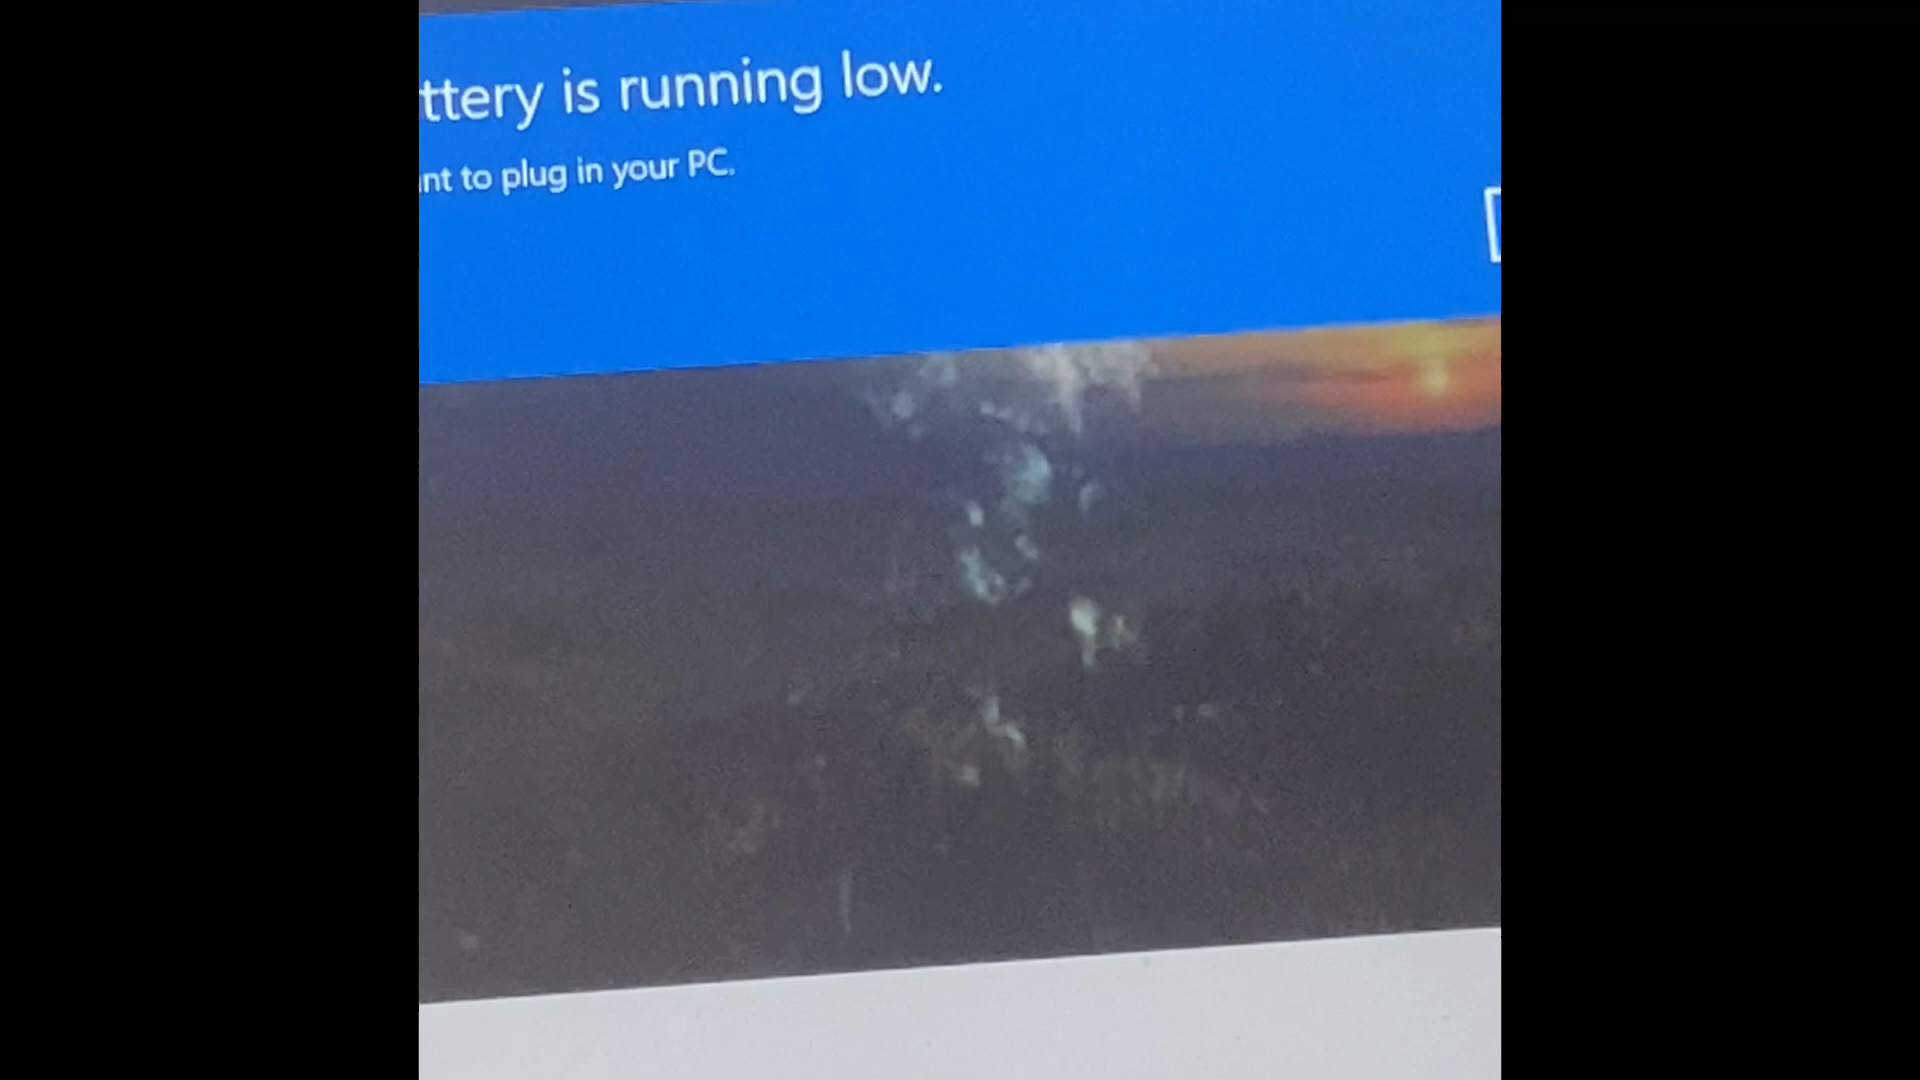 ttery is running low.
nt to plug in your PC.